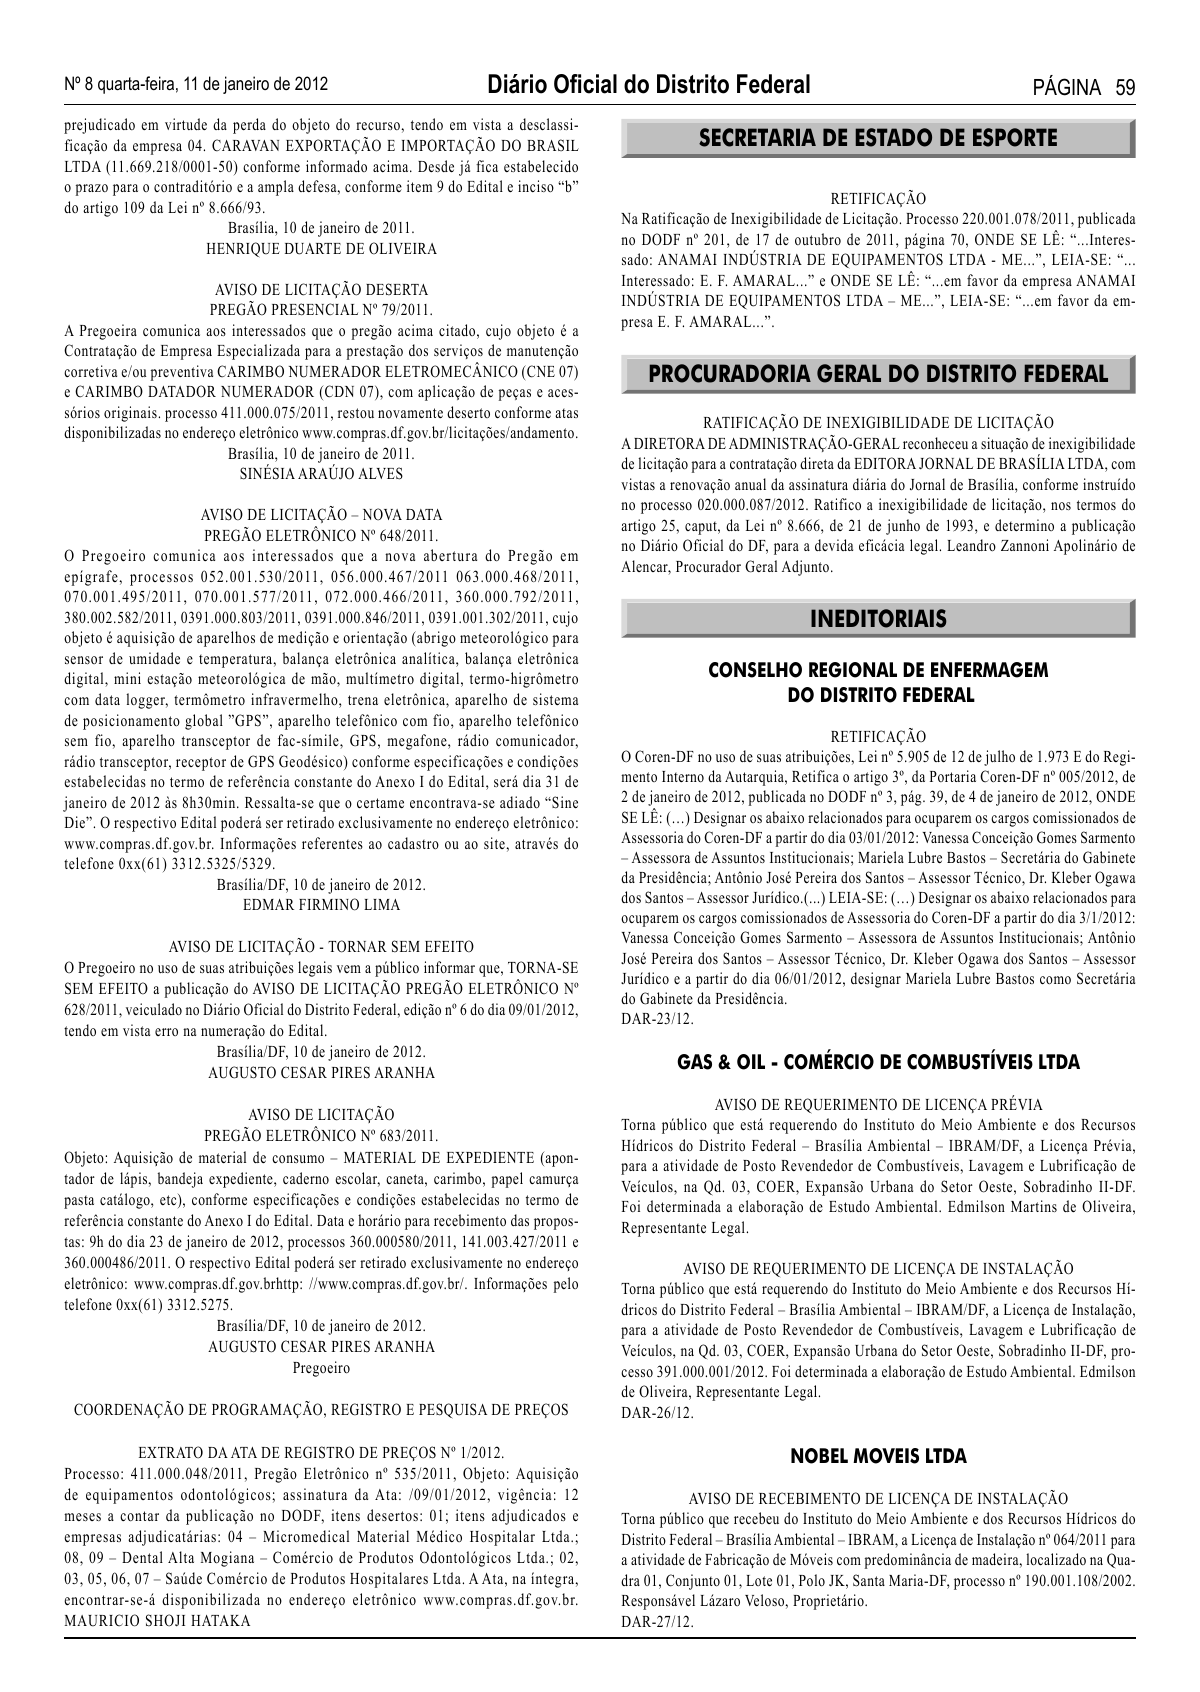 Nº 8 quarta-feira, 11 de janeiro de 2012
Diário Oficial do Distrito Federal
PÁGINA 59
prejudicado em virtude da perda do objeto do recurso, tendo em vista a desclassi-
ficação da empresa 04. CARAVAN EXPORTAÇÃO E IMPORTAÇÃO DO BRASIL
LTDA (11.669.218/0001-50) conforme informado acima. Desde já fica estabelecido
o prazo para o contraditório e a ampla defesa, conforme item 9 do Edital e inciso “b”
do artigo 109 da Lei nº 8.666/93.
Brasília, 10 de janeiro de 2011.
HENRIQUE DUARTE DE OLIVEIRA
AVISO DE LICITAÇÃO DESERTA
PREGÃO PRESENCIAL Nº 79/2011.
A Pregoeira comunica aos interessados que o pregão acima citado, cujo objeto é a
Contratação de Empresa Especializada para a prestação dos serviços de manutenção
corretiva e/ou preventiva CARIMBO NUMERADOR ELETROMECÂNICO (CNE 07)
e CARIMBO DATADOR NUMERADOR (CDN 07), com aplicação de peças e aces-
sórios originais. processo 411.000.075/2011, restou novamente deserto conforme atas
disponibilizadas no endereço eletrônico www.compras.df.gov.br/licitações/andamento.
Brasília, 10 de janeiro de 2011.
SINÉSIA ARAÚJO ALVES
AVISO DE LICITAÇÃO – NOVA DATA
PREGÃO ELETRÔNICO Nº 648/2011.
O Pregoeiro comunica aos interessados que a nova abertura do Pregão em
epígrafe, processos 052.001.530/2011, 056.000.467/2011 063.000.468/2011,
070.001.495/2011, 070.001.577/2011, 072.000.466/2011, 360.000.792/2011,
380.002.582/2011, 0391.000.803/2011, 0391.000.846/2011, 0391.001.302/2011, cujo
objeto é aquisição de aparelhos de medição e orientação (abrigo meteorológico para
sensor de umidade e temperatura, balança eletrônica analítica, balança eletrônica
digital, mini estação meteorológica de mão, multímetro digital, termo-higrômetro
com data logger, termômetro infravermelho, trena eletrônica, aparelho de sistema
de posicionamento global ”GPS”, aparelho telefônico com fio, aparelho telefônico
sem fio, aparelho transceptor de fac-símile, GPS, megafone, rádio comunicador,
rádio transceptor, receptor de GPS Geodésico) conforme especificações e condições
estabelecidas no termo de referência constante do Anexo I do Edital, será dia 31 de
janeiro de 2012 às 8h30min. Ressalta-se que o certame encontrava-se adiado “Sine
Die”. O respectivo Edital poderá ser retirado exclusivamente no endereço eletrônico:
www.compras.df.gov.br. Informações referentes ao cadastro ou ao site, através do
telefone 0xx(61) 3312.5325/5329.
Brasília/DF, 10 de janeiro de 2012.
EDMAR FIRMINO LIMA
AVISO DE LICITAÇÃO - TORNAR SEM EFEITO
O Pregoeiro no uso de suas atribuições legais vem a público informar que, TORNA-SE
SEM EFEITO a publicação do AVISO DE LICITAÇÃO PREGÃO ELETRÔNICO Nº
628/2011, veiculado no Diário Oficial do Distrito Federal, edição nº 6 do dia 09/01/2012,
tendo em vista erro na numeração do Edital.
Brasília/DF, 10 de janeiro de 2012.
AUGUSTO CESAR PIRES ARANHA
AVISO DE LICITAÇÃO
PREGÃO ELETRÔNICO Nº 683/2011.
Objeto: Aquisição de material de consumo – MATERIAL DE EXPEDIENTE (apon-
tador de lápis, bandeja expediente, caderno escolar, caneta, carimbo, papel camurça
pasta catálogo, etc), conforme especificações e condições estabelecidas no termo de
referência constante do Anexo I do Edital. Data e horário para recebimento das propos-
tas: 9h do dia 23 de janeiro de 2012, processos 360.000580/2011, 141.003.427/2011 e
360.000486/2011. O respectivo Edital poderá ser retirado exclusivamente no endereço
eletrônico: www.compras.df.gov.brhttp: //www.compras.df.gov.br/. Informações pelo
telefone 0xx(61) 3312.5275.
Brasília/DF, 10 de janeiro de 2012.
AUGUSTO CESAR PIRES ARANHA
Pregoeiro
COORDENAÇÃO DE PROGRAMAÇÃO, REGISTRO E PESQUISA DE PREÇOS
EXTRATO DA ATA DE REGISTRO DE PREÇOS Nº 1/2012.
Processo: 411.000.048/2011, Pregão Eletrônico nº 535/2011, Objeto: Aquisição
de equipamentos odontológicos; assinatura da Ata: /09/01/2012, vigência: 12
meses a contar da publicação no DODF, itens desertos: 01; itens adjudicados e
empresas adjudicatárias: 04 – Micromedical Material Médico Hospitalar Ltda.;
08, 09 – Dental Alta Mogiana – Comércio de Produtos Odontológicos Ltda.; 02,
03, 05, 06, 07 – Saúde Comércio de Produtos Hospitalares Ltda. A Ata, na íntegra,
encontrar-se-á disponibilizada no endereço eletrônico www.compras.df.gov.br.
MAURICIO SHOJI HATAKA
SECRETARIA DE ESTADO DE ESPORTE
RETIFICAÇÃO
Na Ratificação de Inexigibilidade de Licitação. Processo 220.001.078/2011, publicada
no DODF nº 201, de 17 de outubro de 2011, página 70, ONDE SE LÊ: “...Interes-
sado: ANAMAI INDÚSTRIA DE EQUIPAMENTOS LTDA - ME...”, LEIA-SE: “...
Interessado: E. F. AMARAL...” e ONDE SE LÊ: “...em favor da empresa ANAMAI
INDÚSTRIA DE EQUIPAMENTOS LTDA – ME...”, LEIA-SE: “...em favor da em-
presa E. F. AMARAL...”.
PROCURADORIA GERAL DO DISTRITO FEDERAL
RATIFICAÇÃO DE INEXIGIBILIDADE DE LICITAÇÃO
A DIRETORA DE ADMINISTRAÇÃO-GERAL reconheceu a situação de inexigibilidade
de licitação para a contratação direta da EDITORA JORNAL DE BRASÍLIA LTDA, com
vistas a renovação anual da assinatura diária do Jornal de Brasília, conforme instruído
no processo 020.000.087/2012. Ratifico a inexigibilidade de licitação, nos termos do
artigo 25, caput, da Lei nº 8.666, de 21 de junho de 1993, e determino a publicação
no Diário Oficial do DF, para a devida eficácia legal. Leandro Zannoni Apolinário de
Alencar, Procurador Geral Adjunto.
INEDITORIAIS
CONSELHO REGIONAL DE ENFERMAGEM
DO DISTRITO FEDERAL
RETIFICAÇÃO
O Coren-DF no uso de suas atribuições, Lei nº 5.905 de 12 de julho de 1.973 E do Regi-
mento Interno da Autarquia, Retifica o artigo 3º, da Portaria Coren-DF nº 005/2012, de
2 de janeiro de 2012, publicada no DODF nº 3, pág. 39, de 4 de janeiro de 2012, ONDE
SE LÊ: (…) Designar os abaixo relacionados para ocuparem os cargos comissionados de
Assessoria do Coren-DF a partir do dia 03/01/2012: Vanessa Conceição Gomes Sarmento
– Assessora de Assuntos Institucionais; Mariela Lubre Bastos – Secretária do Gabinete
da Presidência; Antônio José Pereira dos Santos – Assessor Técnico, Dr. Kleber Ogawa
dos Santos – Assessor Jurídico.(...) LEIA-SE: (…) Designar os abaixo relacionados para
ocuparem os cargos comissionados de Assessoria do Coren-DF a partir do dia 3/1/2012:
Vanessa Conceição Gomes Sarmento – Assessora de Assuntos Institucionais; Antônio
José Pereira dos Santos – Assessor Técnico, Dr. Kleber Ogawa dos Santos – Assessor
Jurídico e a partir do dia 06/01/2012, designar Mariela Lubre Bastos como Secretária
do Gabinete da Presidência.
DAR-23/12.
GAS & OIL - COMÉRCIO DE COMBUSTÍVEIS LTDA
AVISO DE REQUERIMENTO DE LICENÇA PRÉVIA
Torna público que está requerendo do Instituto do Meio Ambiente e dos Recursos
Hídricos do Distrito Federal – Brasília Ambiental – IBRAM/DF, a Licença Prévia,
para a atividade de Posto Revendedor de Combustíveis, Lavagem e Lubrificação de
Veículos, na Qd. 03, COER, Expansão Urbana do Setor Oeste, Sobradinho II-DF.
Foi determinada a elaboração de Estudo Ambiental. Edmilson Martins de Oliveira,
Representante Legal.
AVISO DE REQUERIMENTO DE LICENÇA DE INSTALAÇÃO
Torna público que está requerendo do Instituto do Meio Ambiente e dos Recursos Hí-
dricos do Distrito Federal – Brasília Ambiental – IBRAM/DF, a Licença de Instalação,
para a atividade de Posto Revendedor de Combustíveis, Lavagem e Lubrificação de
Veículos, na Qd. 03, COER, Expansão Urbana do Setor Oeste, Sobradinho II-DF, pro-
cesso 391.000.001/2012. Foi determinada a elaboração de Estudo Ambiental. Edmilson
de Oliveira, Representante Legal.
DAR-26/12.
NOBEL MOVEIS LTDA
AVISO DE RECEBIMENTO DE LICENÇA DE INSTALAÇÃO
Torna público que recebeu do Instituto do Meio Ambiente e dos Recursos Hídricos do
Distrito Federal – Brasília Ambiental – IBRAM, a Licença de Instalação nº 064/2011 para
a atividade de Fabricação de Móveis com predominância de madeira, localizado na Qua-
dra 01, Conjunto 01, Lote 01, Polo JK, Santa Maria-DF, processo nº 190.001.108/2002.
Responsável Lázaro Veloso, Proprietário.
DAR-27/12.